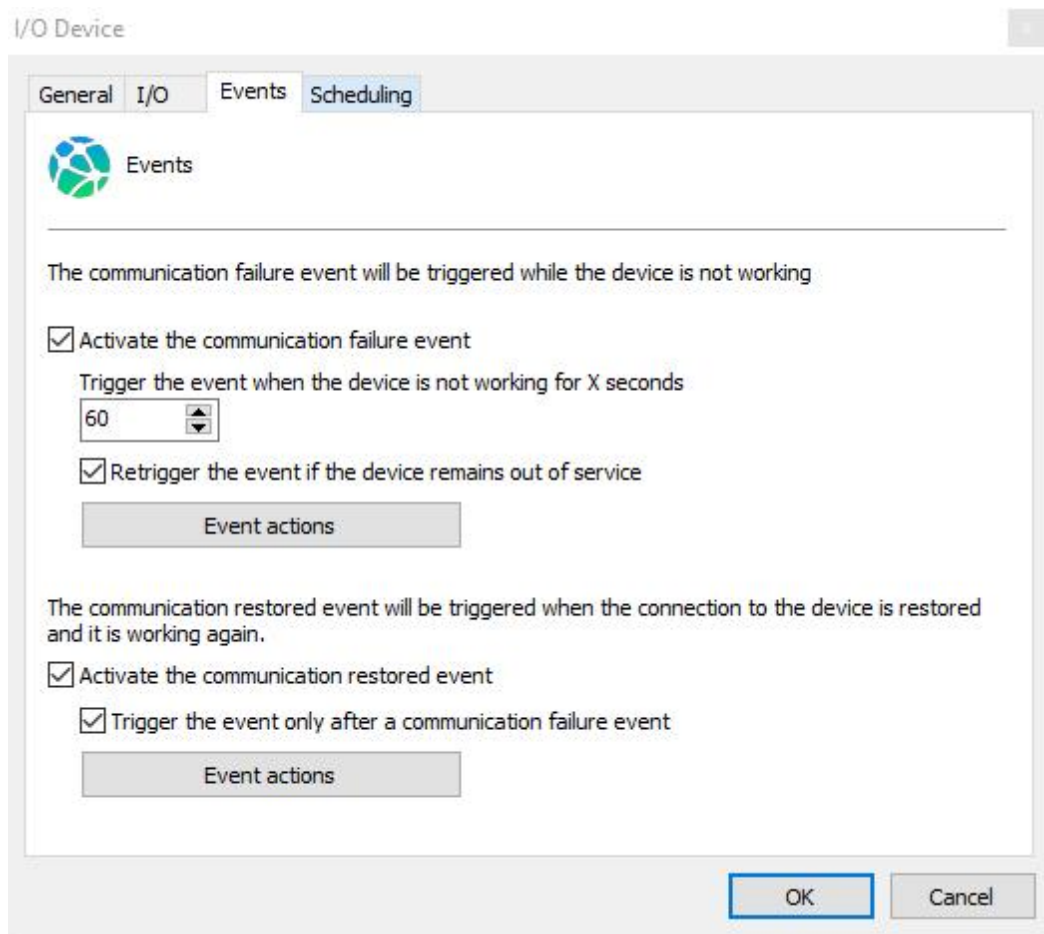 I/O Device
General I/O Events Scheduling
Events
The communication failure event will be triggered while the device is not working
Activate the communication failure event
Trigger the event when the device is not working for X seconds
60
Retrigger the event if the device remains out of service
Event actions
The communication restored event will be triggered when the connection to the device is restored
and it is working again.
Activate the communication restored event
Trigger the event only after a communication failure event
Event actions
OK Cancel